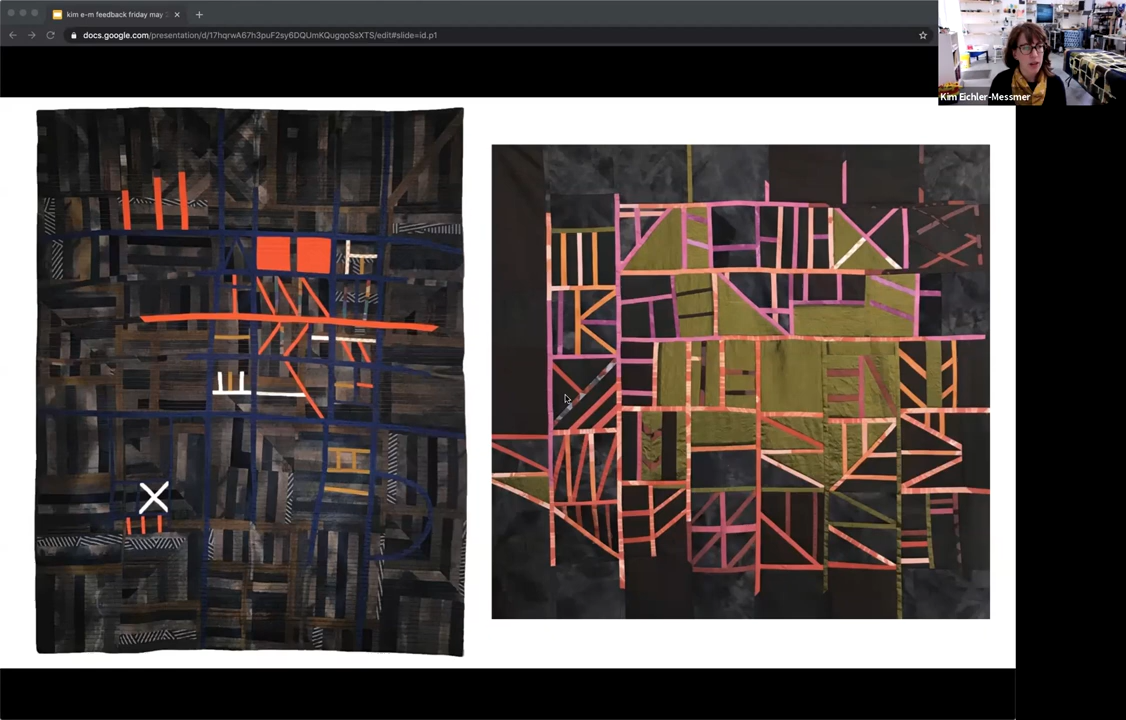 kim e-m feedback friday may
docs.google.com/presentation/d/17hqrwA67h3puF2sy6DQUmKQugqoSsXTS/edit#slide=id.p1
Kim Eichler-Messmer